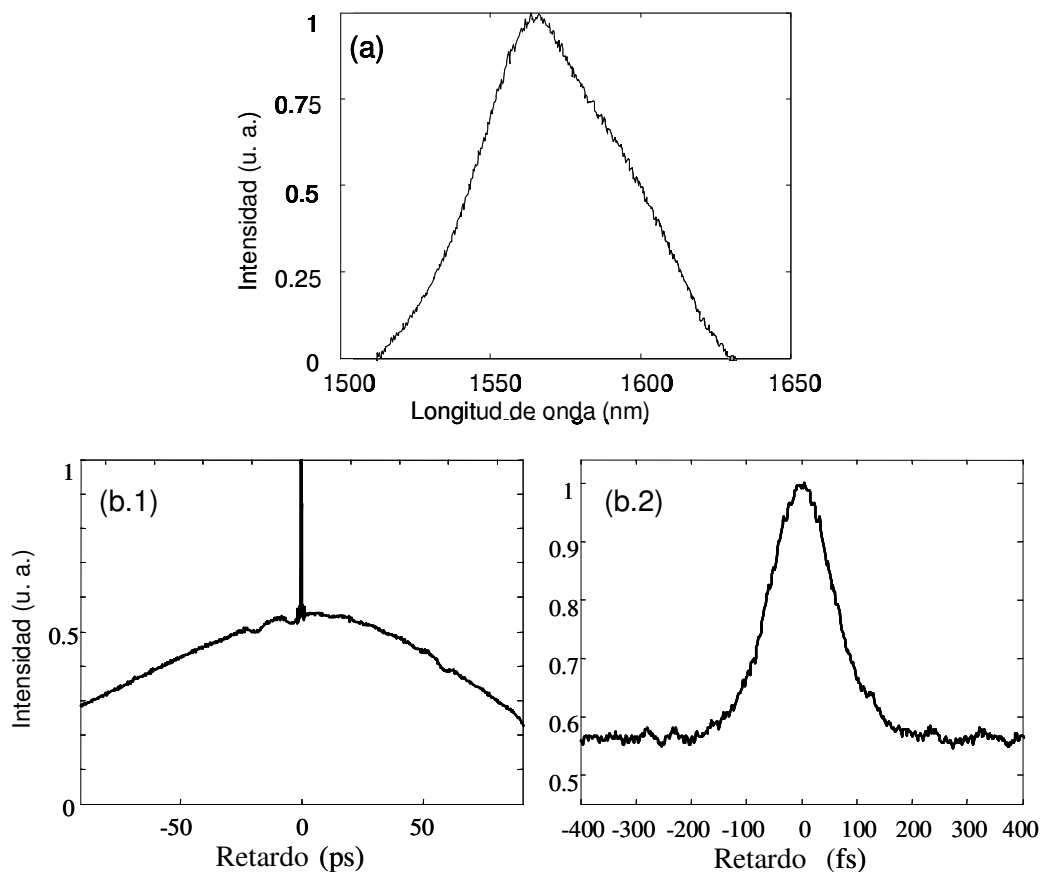 (a)
Intensidad (u. a.)
1
0.75
0.5
0.25
0
1500 1550 1600 1650
Longitud de onda (nm)
(b.1)
Intensidad (u. a.)
1
0.5
0
-50 0 50
Retardo (ps)
(b.2)
1
0.9
0.8
0.7
0.6
0.5
-400 -300 -200 -100 0 100 200 300 400
Retardo (fs)